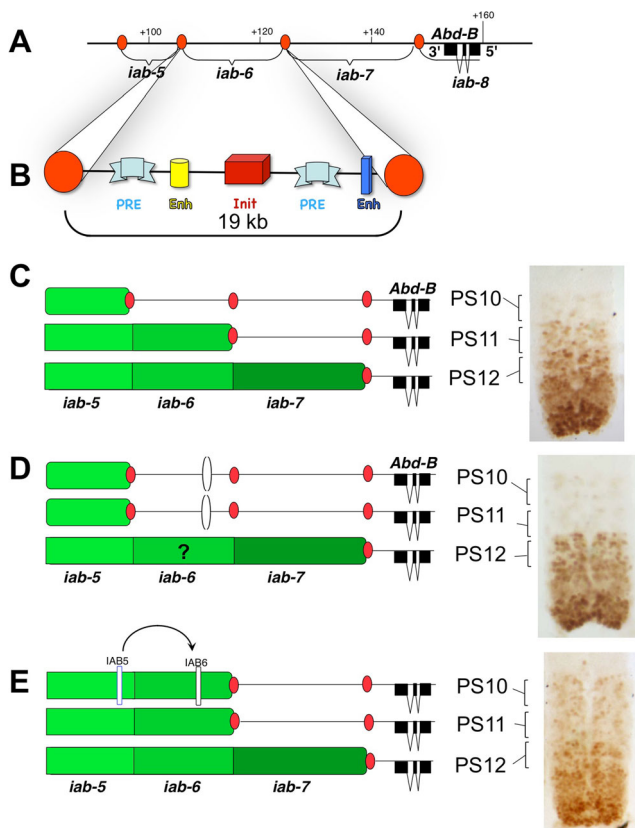 A
+100
+120
+140
+160
Abd-B
3'
5'
iab-5
iab-6
iab-7
iab-8
B
PRE
Enh
Init
PRE
Enh
19 kb
C
Abd-B
PS10
PS11
PS12
iab-5
iab-6
iab-7
D
Abd-B
PS10
PS11
?
PS12
iab-5
iab-6
iab-7
IAB5
IAB6
E
PS10
PS11
PS12
iab-5
iab-6
iab-7